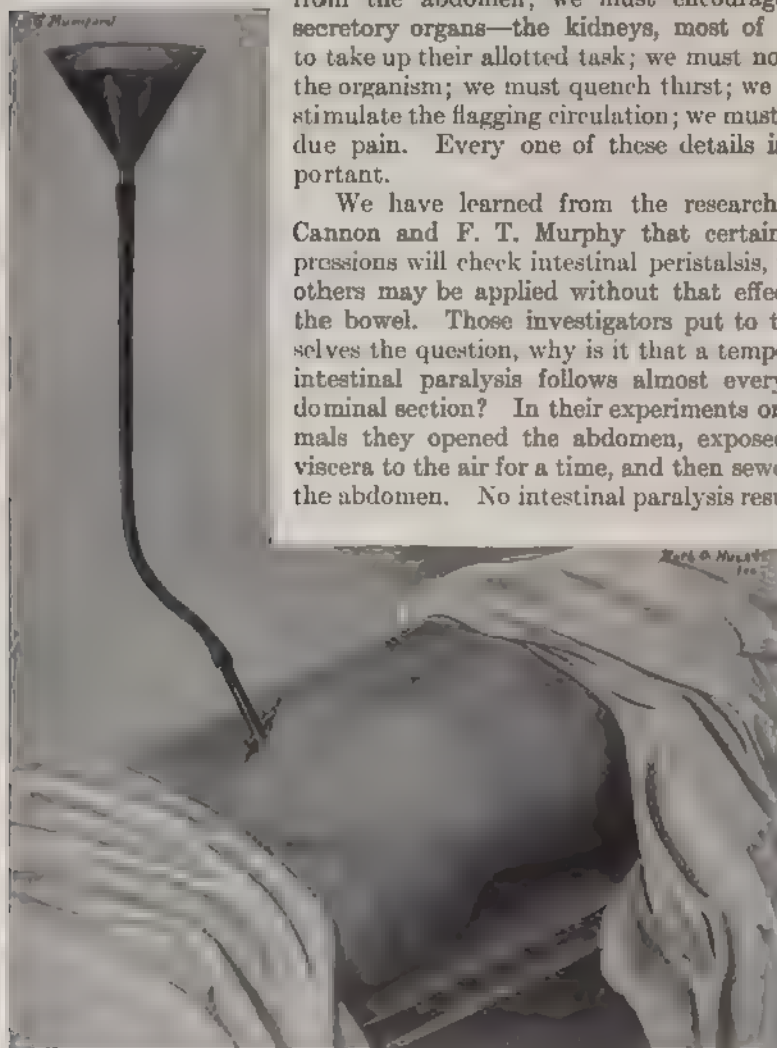 Mumford
from the abdomen; we must encourage
secretory organs—the kidneys, most of
to take up their allotted task; we must no
the organism; we must quench thirst; we
stimulate the flagging circulation; we must
due pain. Every one of these details i
portant.
We have learned from the research
Cannon and F. T. Murphy that certain
pressions will check intestinal peristalsis,
others may be applied without that effe
the bowel. Those investigators put to t
selves the question, why is it that a temp
intestinal paralysis follows almost every
dominal section? In their experiments on
mals they opened the abdomen, exposed
viscera to the air for a time, and then sewe
the abdomen. No intestinal paralysis resu